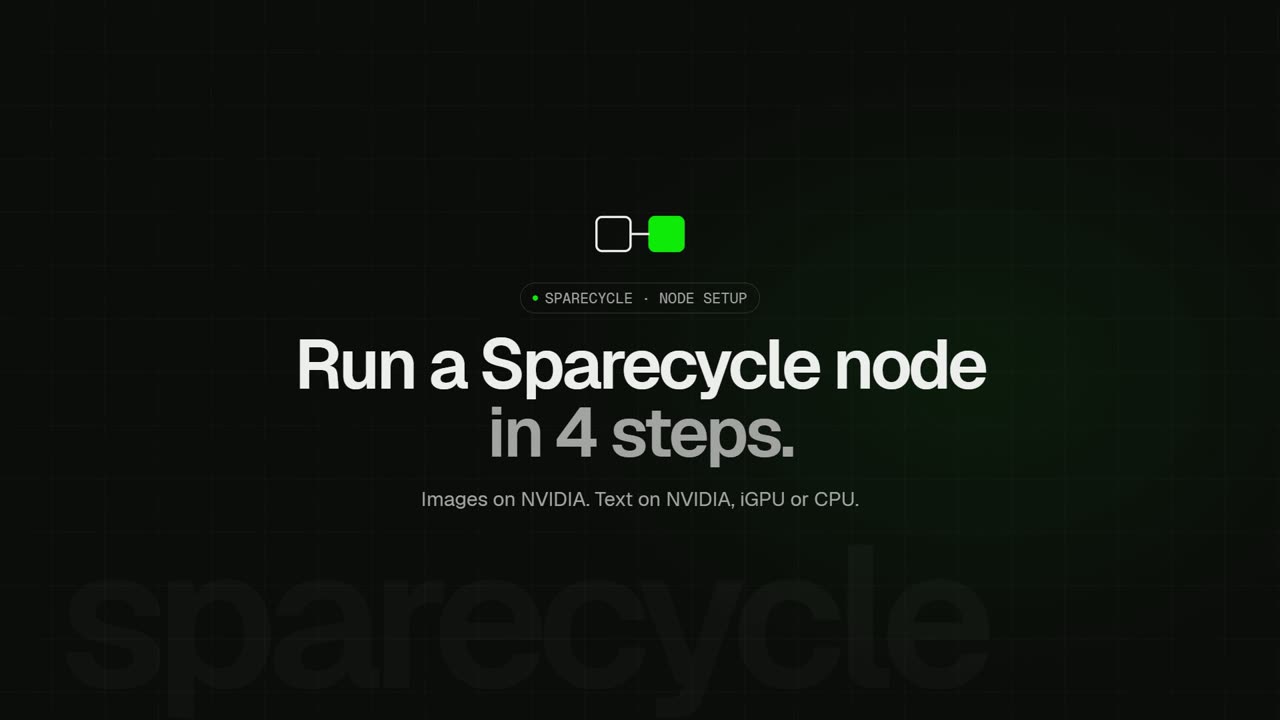 SPARECYCLE · NODE SETUP
Run a Sparecycle node
in 4 steps.
Images on NVIDIA. Text on NVIDIA, iGPU or CPU.
sparecycle